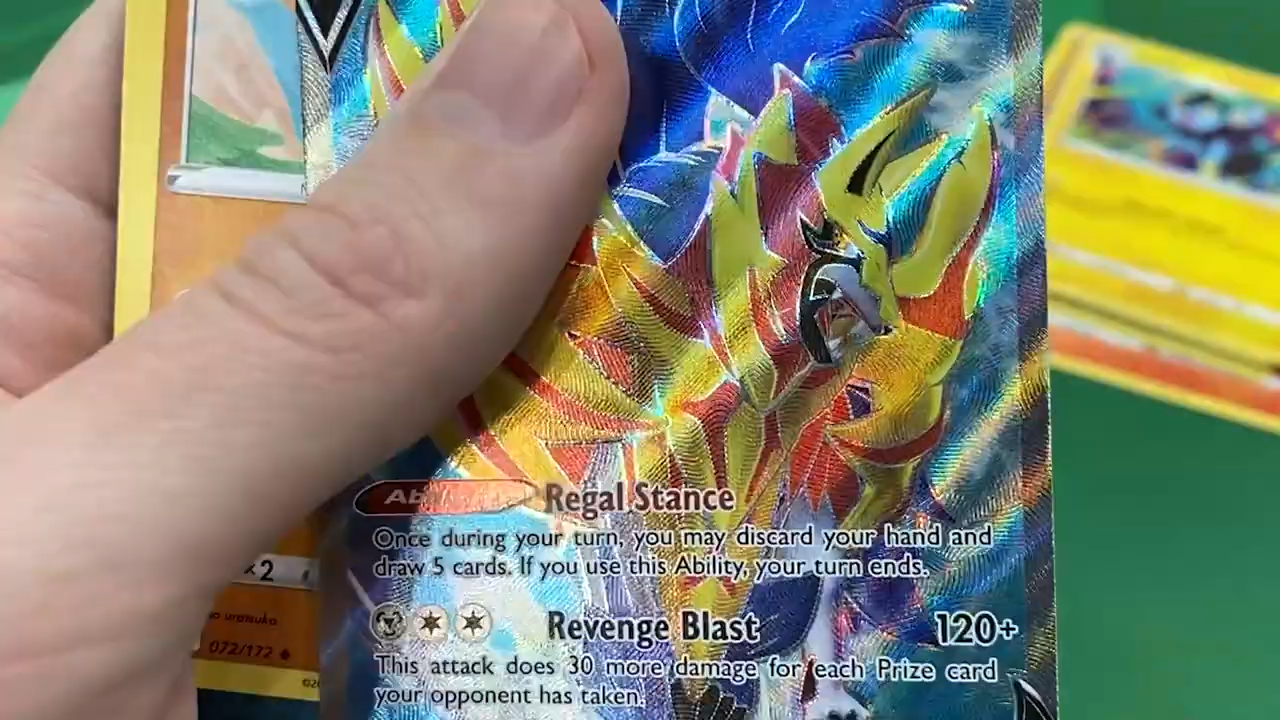 Regal Stance
Once during your turn, you may discard your hand and
draw 5 cards. If you use this Ability, your turn ends.
Revenge Blast 120+
This attack does 30 more damage for each Prize card
your opponent has taken.
×2
072/172